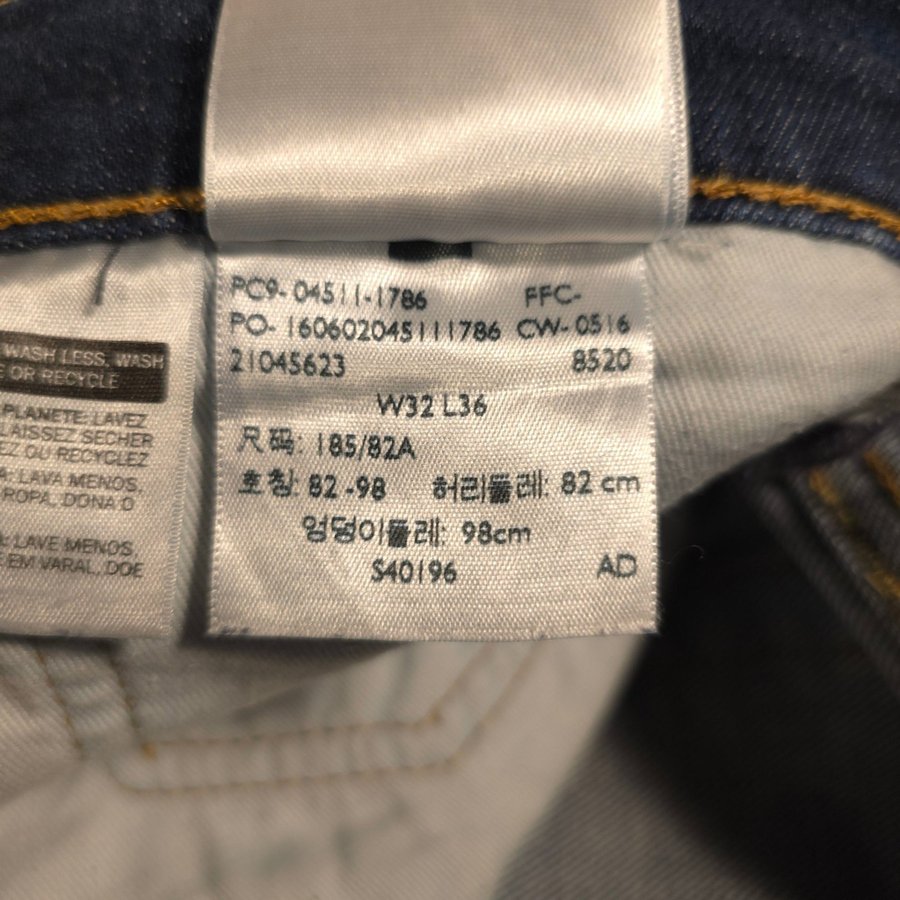 WASH LESS, WASH
OR RECYCLE
PLANETE: LAVEZ
LAISSEZ SECHER
EZ OU RECYCLEZ
A: LAVA MENOS,
ROPA, DONA O
LAVE MENOS,
EM VARAL, DOE
PC9- 04511-1786 FFC-
PO- 160602045111786 CW- 0516
21045623 8520
W32 L36
尺码: 185/82A
호칭: 82 -98 허리둘레: 82 cm
엉덩이둘레: 98cm
S40196 AD